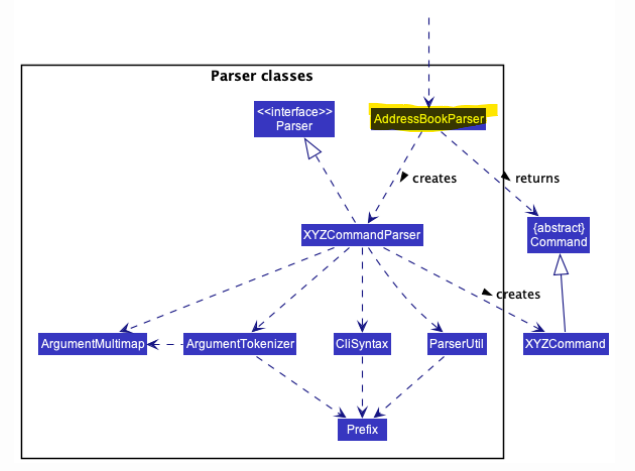 Parser classes
<<interface>>
Parser
AddressBookParser
creates
returns
XYZCommandParser
{abstract}
Command
creates
ArgumentMultimap
ArgumentTokenizer
CliSyntax
ParserUtil
XYZCommand
Prefix